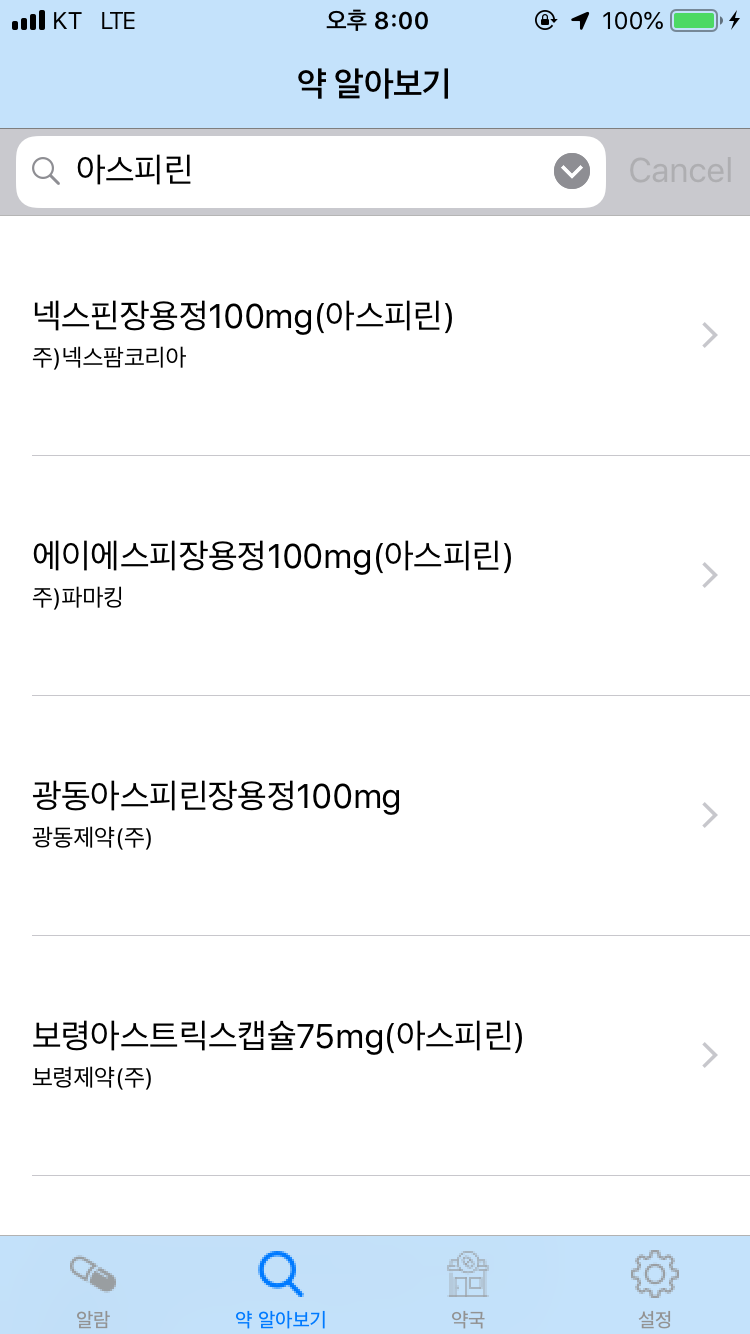 KT LTE 오후 8:00 100%
약 알아보기
아스피린 Cancel
넥스핀장용정100mg(아스피린)
주)넥스팜코리아
에이에스피장용정100mg(아스피린)
주)파마킹
광동아스피린장용정100mg
광동제약(주)
보령아스트릭스캡슐75mg(아스피린)
보령제약(주)
알람 약 알아보기 약국 설정